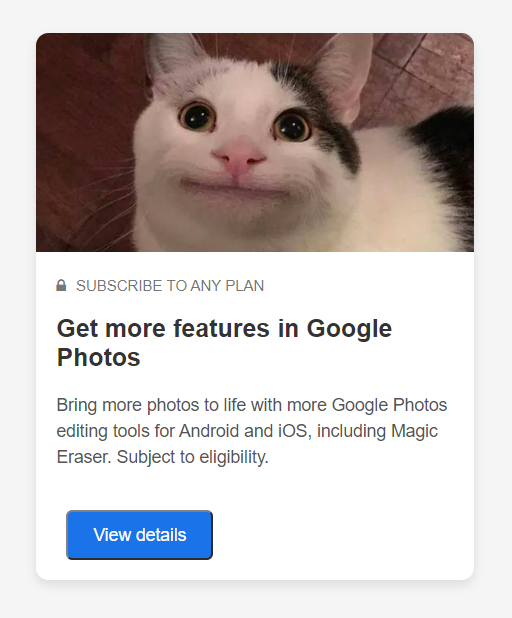 SUBSCRIBE TO ANY PLAN
Get more features in Google
Photos
Bring more photos to life with more Google Photos
editing tools for Android and iOS, including Magic
Eraser. Subject to eligibility.
View details